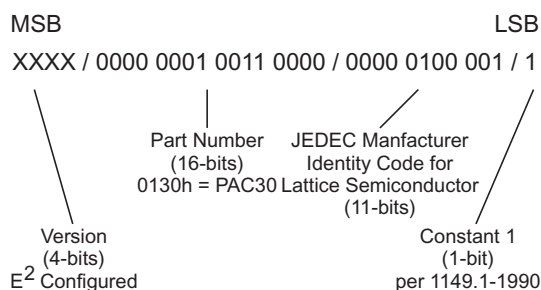 MSB LSB
XXXX / 0000 0001 0011 0000 / 0000 0100 001 / 1
Part Number
(16-bits)
0130h = PAC30
JEDEC Manfacturer
Identity Code for
Lattice Semiconductor
(11-bits)
Version
(4-bits)
E² Configured
Constant 1
(1-bit)
per 1149.1-1990